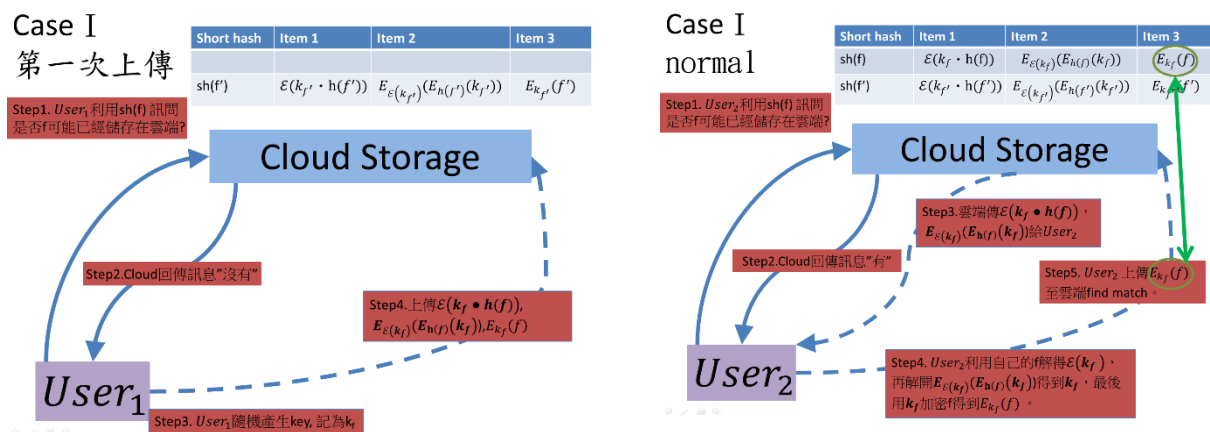 Case I
第一次上傳
Short hash Item 1 Item 2 Item 3
sh(f') ℰ(k_f' · h(f')) E_ℰ(k_f')(E_h(f')(k_f')) E_k_f'(f')
Step1. User₁利用sh(f) 訊問
是否f可能已經儲存在雲端?
Cloud Storage
Step2.Cloud回傳訊息"沒有"
Step4.上傳ℰ(k_f • h(f)),
E_ℰ(k_f)(E_h(f)(k_f)),E_k_f(f)
User₁
Step3. User₁隨機產生key, 記為k_f
Case I
normal
Short hash Item 1 Item 2 Item 3
sh(f) ℰ(k_f · h(f)) E_ℰ(k_f)(E_h(f)(k_f)) E_k_f(f)
sh(f') ℰ(k_f' · h(f')) E_ℰ(k_f')(E_h(f')(k_f')) E_k_f'(f')
Step1. User₂利用sh(f) 訊問
是否f可能已經儲存在雲端?
Cloud Storage
Step3.雲端傳ℰ(k_f • h(f)),
E_ℰ(k_f)(E_h(f)(k_f))給User₂
Step2.Cloud回傳訊息"有"
Step5. User₂ 上傳E_k_f(f)
至雲端find match。
User₂
Step4. User₂利用自己的f解得ℰ(k_f),
再解開E_ℰ(k_f)(E_h(f)(k_f))得到k_f,最後
用k_f加密f得到E_k_f(f)。